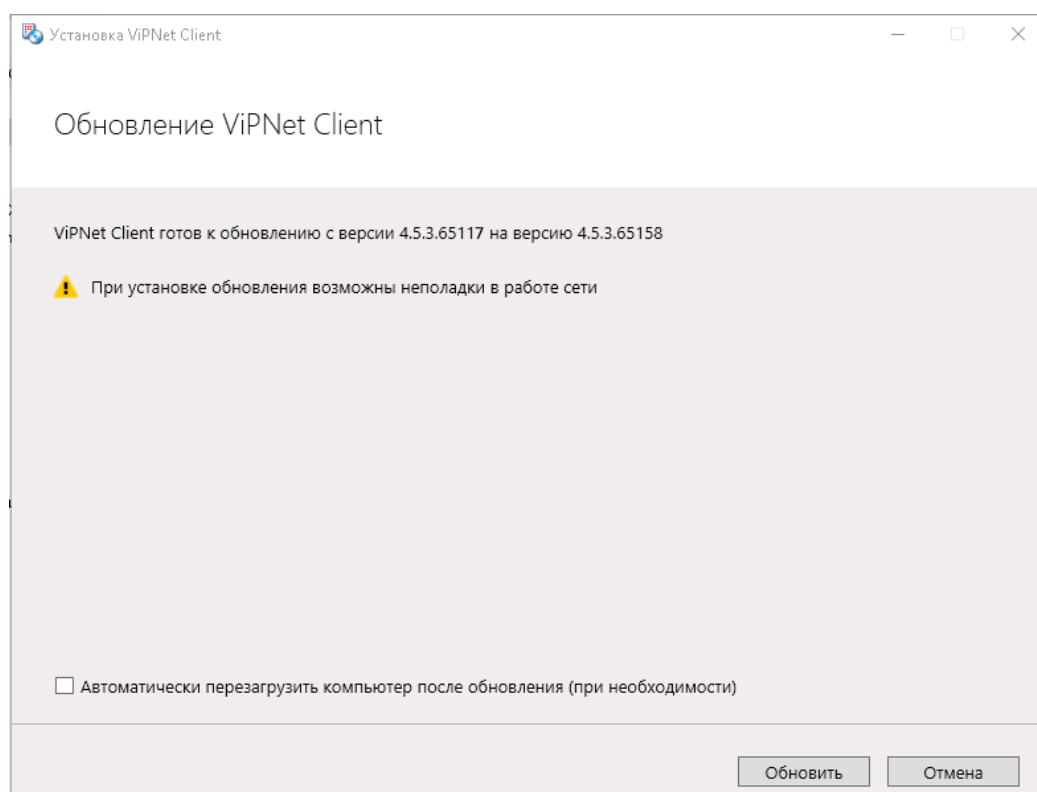 Установка ViPNet Client
Обновление ViPNet Client
ViPNet Client готов к обновлению с версии 4.5.3.65117 на версию 4.5.3.65158
При установке обновления возможны неполадки в работе сети
Автоматически перезагрузить компьютер после обновления (при необходимости)
Обновить Отмена